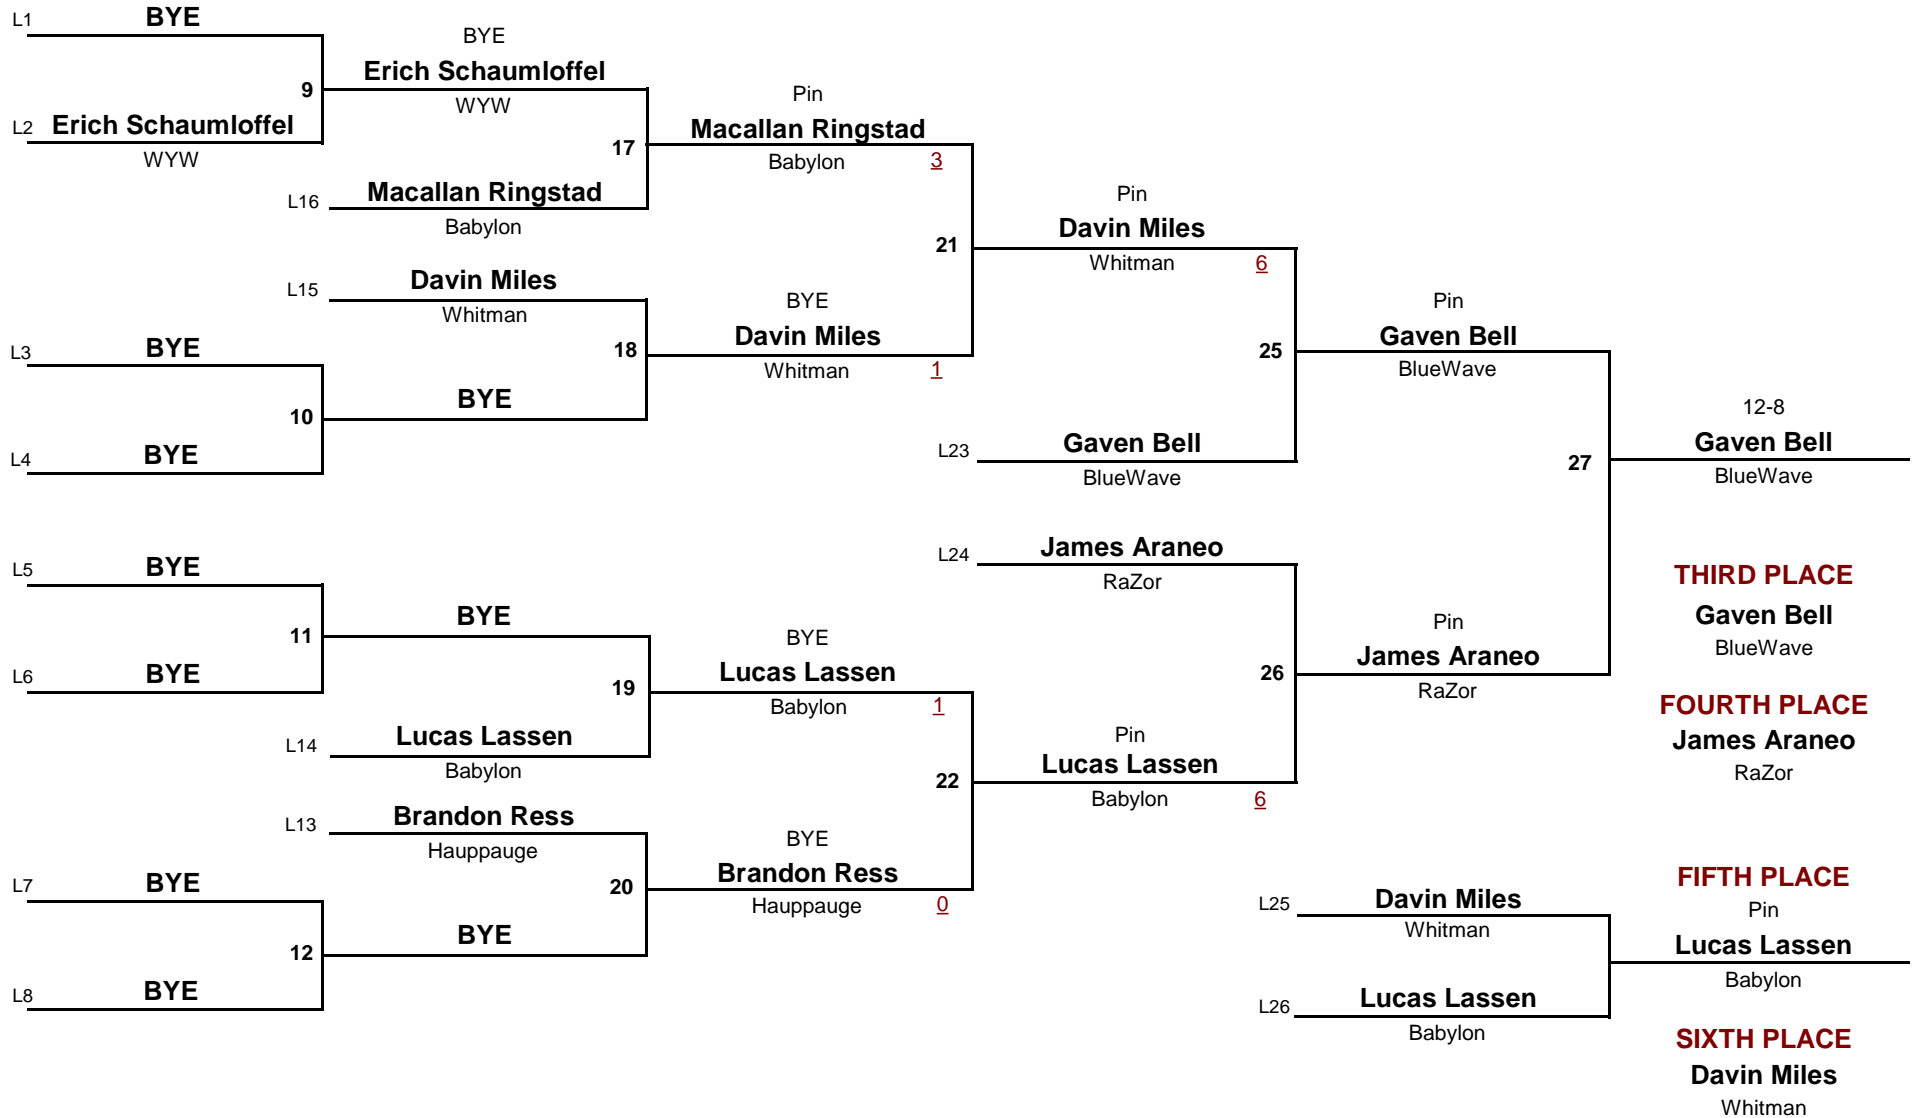 L1 BYE
9
L2 Erich Schaumloffel
WYW
BYE
Erich Schaumloffel
WYW
17
L16 Macallan Ringstad
Babylon
Pin
Macallan Ringstad
Babylon 3
21
L15 Davin Miles
Whitman
18
L3 BYE
10
L4 BYE
BYE
BYE
Davin Miles
Whitman 1
Pin
Davin Miles
Whitman 6
25
L23 Gaven Bell
BlueWave
Pin
Gaven Bell
BlueWave
27
12-8
Gaven Bell
BlueWave
L5 BYE
11
L6 BYE
BYE
19
L14 Lucas Lassen
Babylon
BYE
Lucas Lassen
Babylon 1
22
L13 Brandon Ress
Hauppauge
20
L7 BYE
12
L8 BYE
BYE
BYE
Brandon Ress
Hauppauge 0
L24 James Araneo
RaZor
26
Pin
Lucas Lassen
Babylon 6
Pin
James Araneo
RaZor
THIRD PLACE
Gaven Bell
BlueWave
FOURTH PLACE
James Araneo
RaZor
L25 Davin Miles
Whitman
L26 Lucas Lassen
Babylon
FIFTH PLACE
Pin
Lucas Lassen
Babylon
SIXTH PLACE
Davin Miles
Whitman